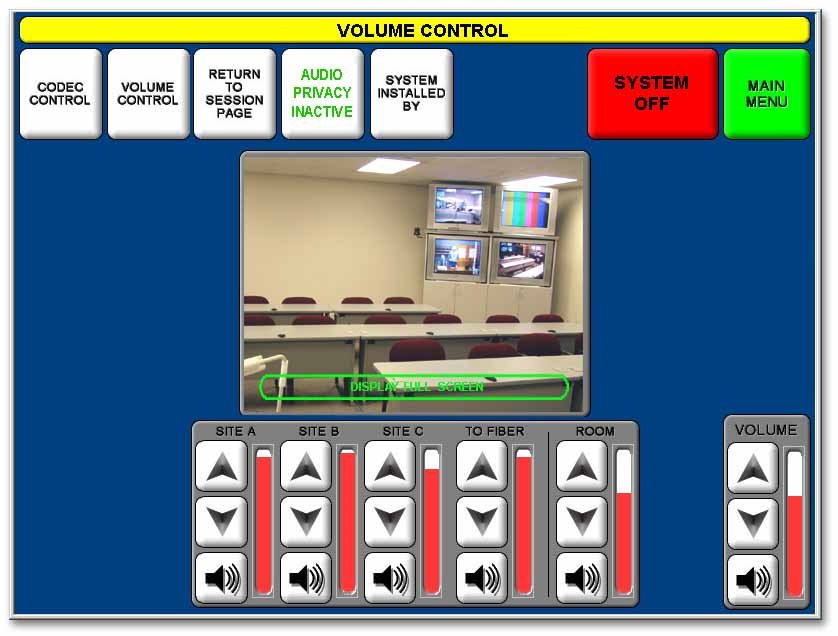 VOLUME CONTROL
CODEC
CONTROL
VOLUME
CONTROL
RETURN
TO
SESSION
PAGE
AUDIO
PRIVACY
INACTIVE
SYSTEM
INSTALLED
BY
SYSTEM
OFF
MAIN
MENU
DISPLAY FULL SCREEN
SITE A
SITE B
SITE C
TO FIBER
ROOM
VOLUME